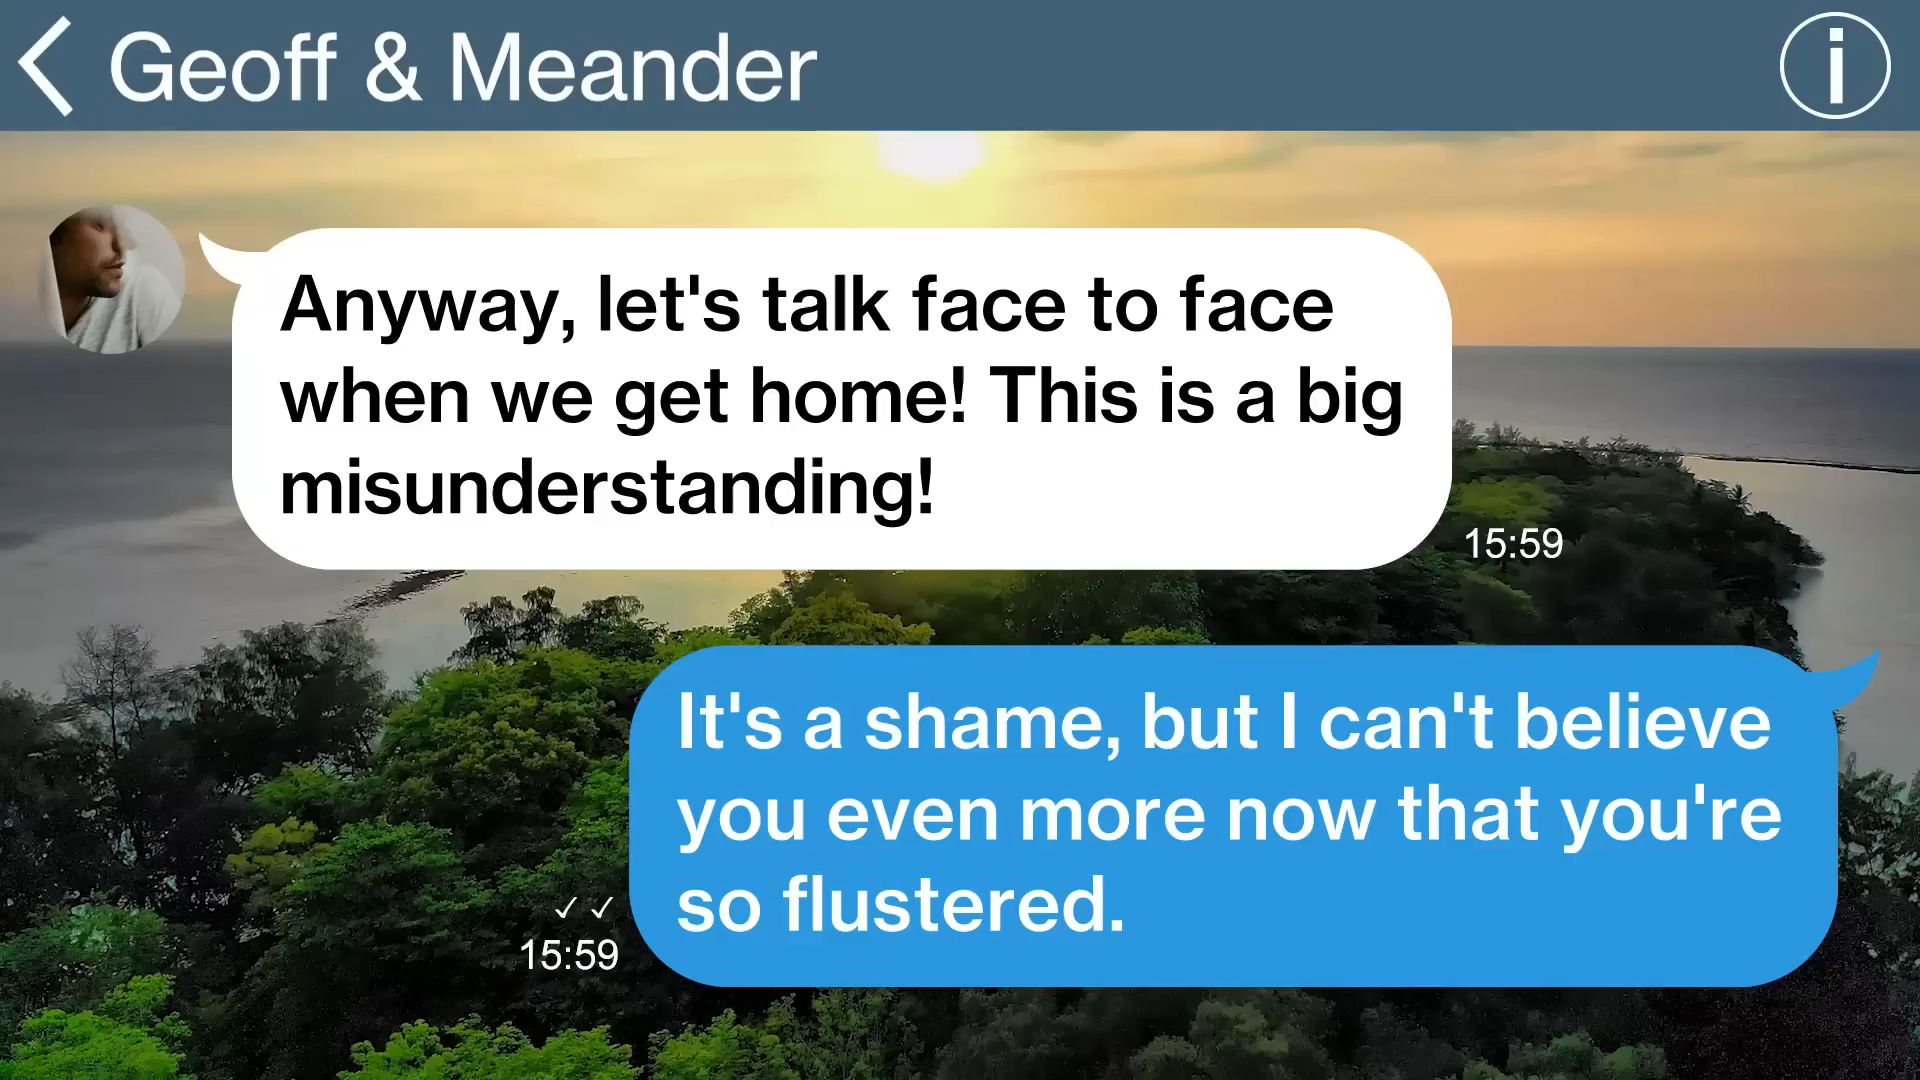 Geoff & Meander
Anyway, let's talk face to face
when we get home! This is a big
misunderstanding!
15:59
It's a shame, but I can't believe
you even more now that you're
so flustered.
15:59